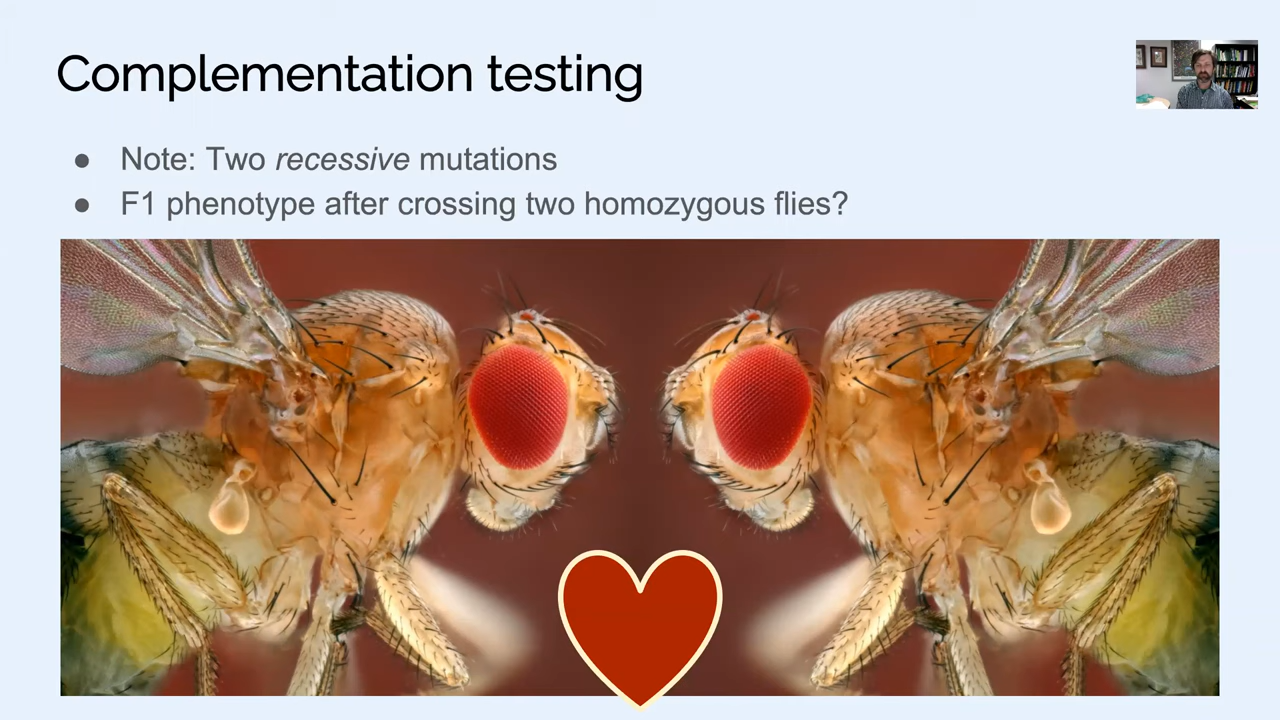 Complementation testing
● Note: Two recessive mutations
● F1 phenotype after crossing two homozygous flies?